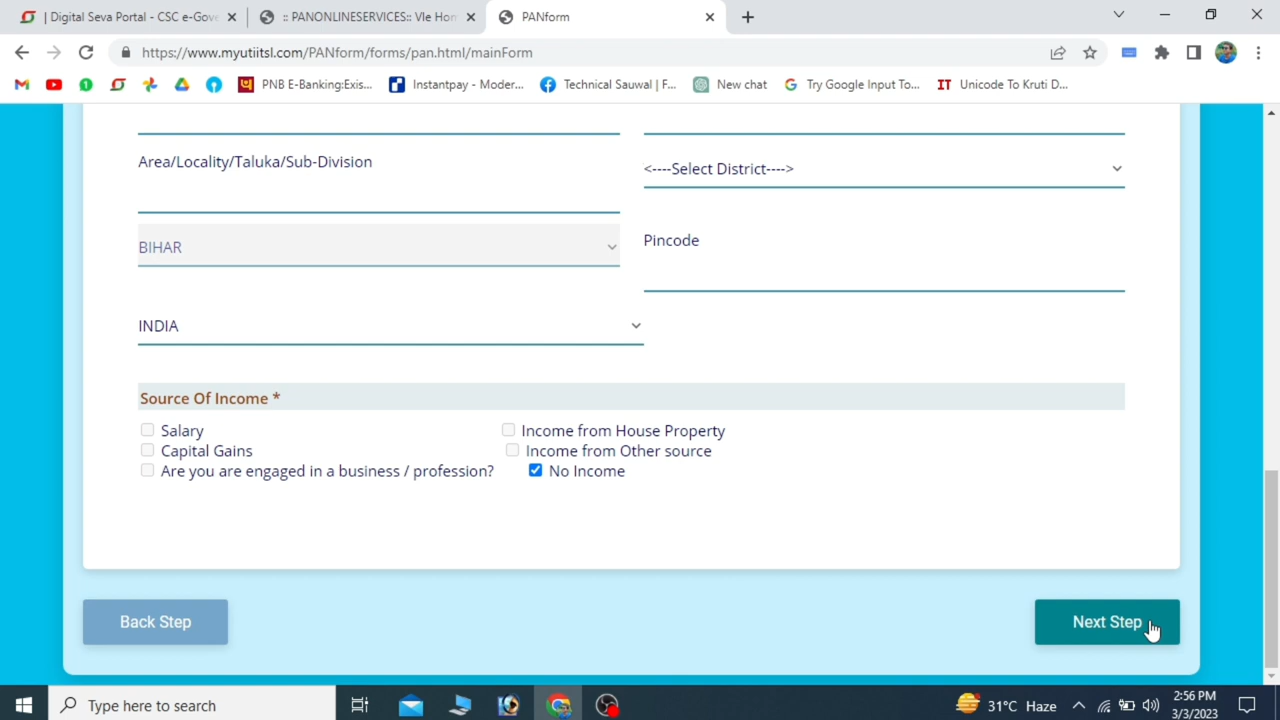 | Digital Seva Portal - CSC e-Gove
:: PANONLINESERVICES:: Vle Hom
PANform
https://www.myutiitsl.com/PANform/forms/pan.html/mainForm
PNB E-Banking:Exis...
Instantpay - Moder...
Technical Sauwal | F...
New chat
Try Google Input To...
Unicode To Kruti D...
Area/Locality/Taluka/Sub-Division
<----Select District---->
BIHAR
Pincode
INDIA
Source Of Income *
Salary
Income from House Property
Capital Gains
Income from Other source
Are you are engaged in a business / profession?
No Income
Back Step
Next Step
Type here to search
31°C Haze
2:56 PM
3/3/2023